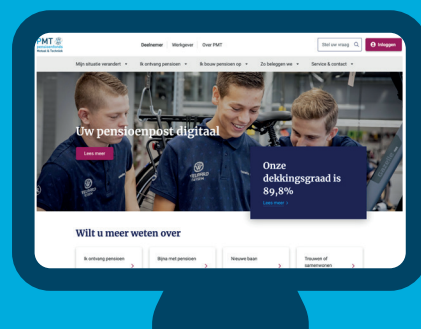 PMT
Deelnemer Werkgever Over PMT
Stel uw vraag
Inloggen
Mijn situatie verandert Ik ontvang pensioen Ik bouw pensioen op Zo beleggen we Service & contact
Uw pensioenpost digitaal
Lees meer
Onze
dekkingsgraad is
89,8%
Lees meer
Wilt u meer weten over
Ik ontvang pensioen
Bijna met pensioen
Nieuwe baan
Trouwen of
samenwonen